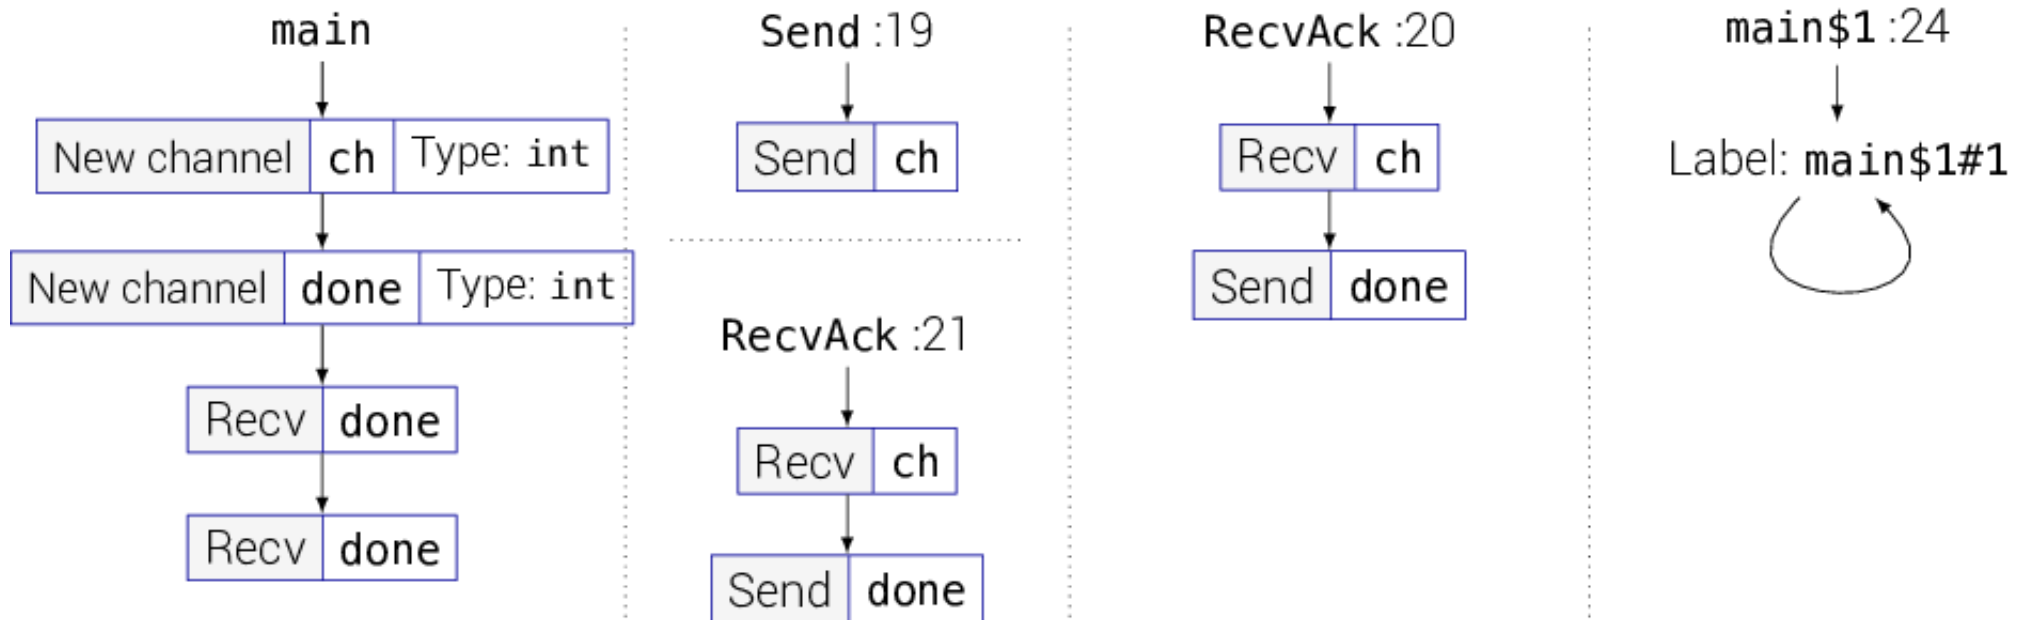 main
New channel ch Type: int
New channel done Type: int
Recv done
Recv done
Send :19
Send ch
RecvAck :21
Recv ch
Send done
RecvAck :20
Recv ch
Send done
main$1 :24
Label: main$1#1